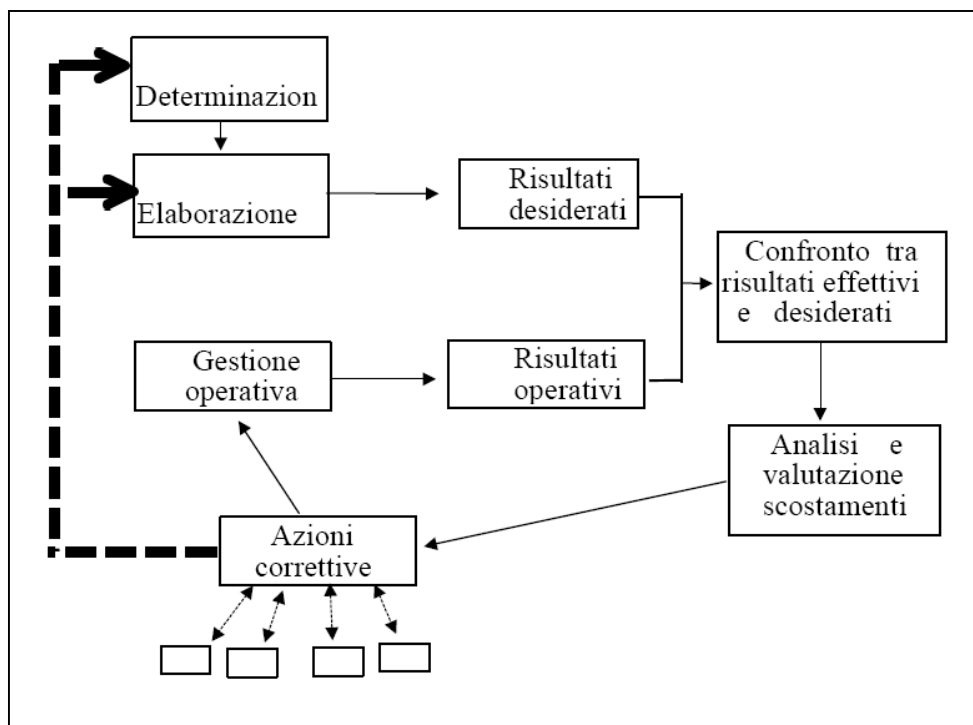 Determinazion
Elaborazione
Risultati
desiderati
Confronto tra
risultati effettivi
e desiderati
Gestione
operativa
Risultati
operativi
Analisi e
valutazione
scostamenti
Azioni
correttive